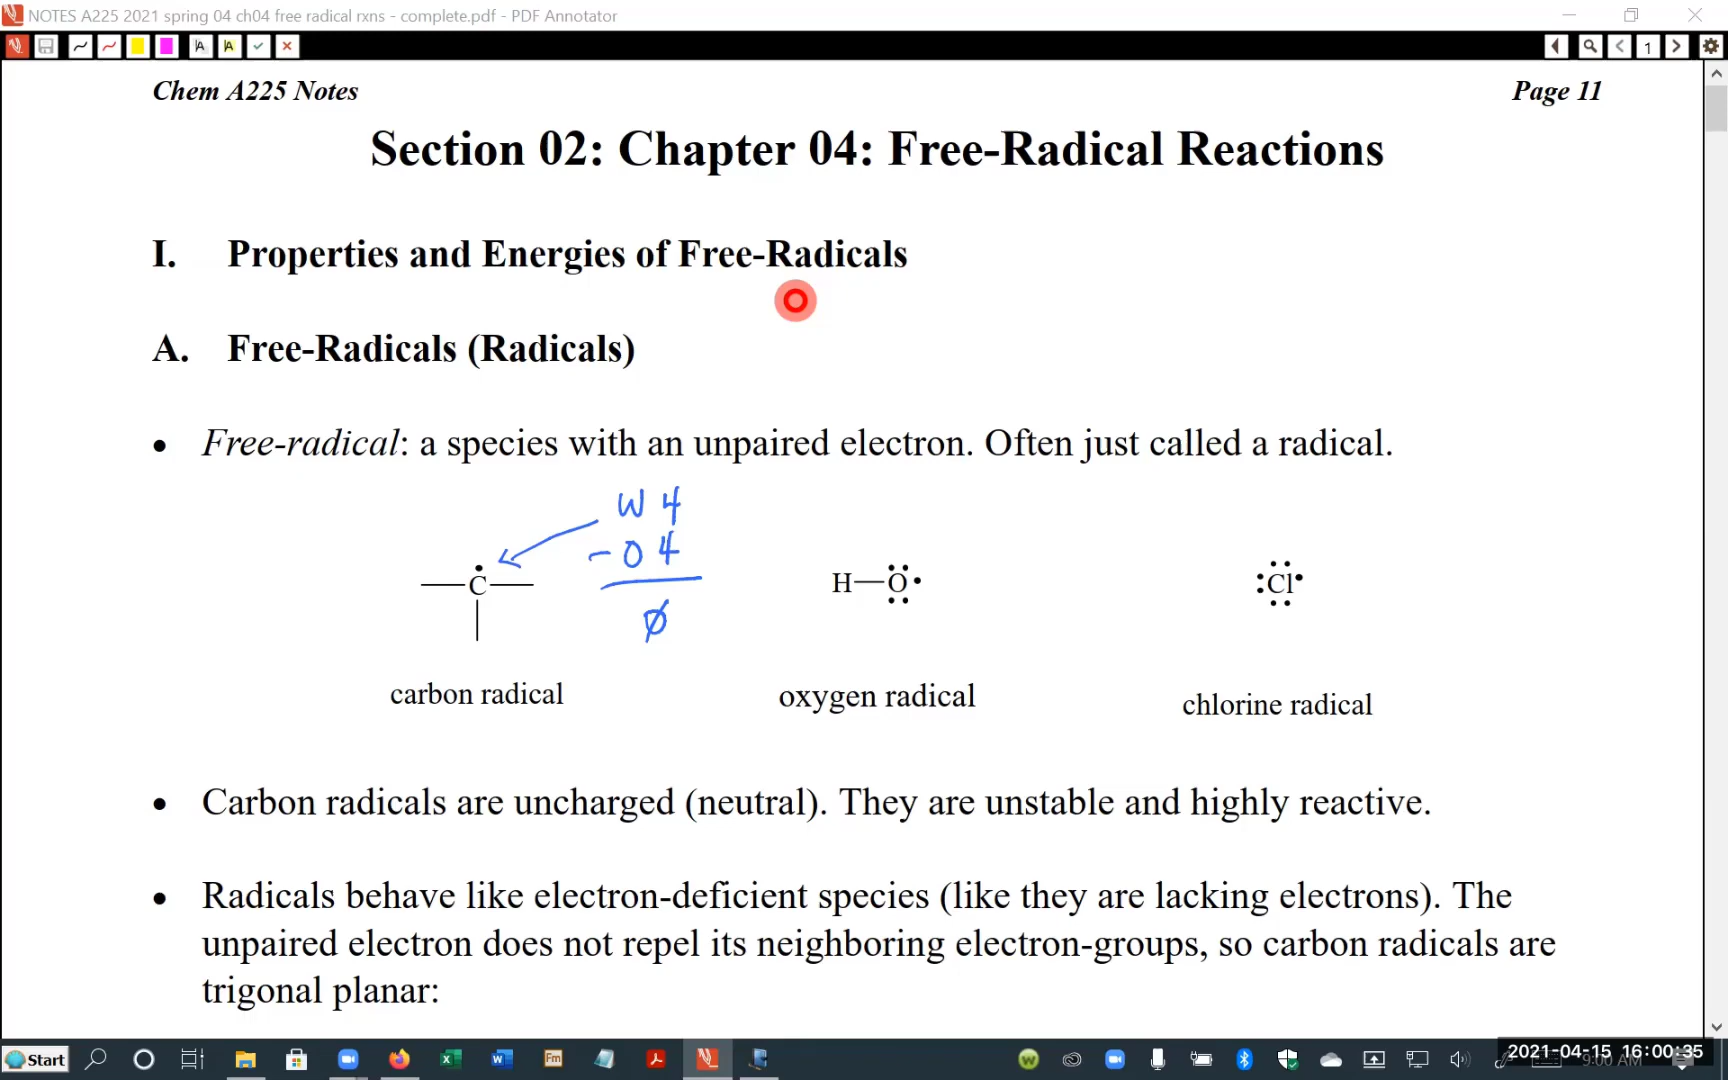 NOTES A225 2021 spring 04 ch04 free radical rxns - complete.pdf - PDF Annotator
A A 1
Chem A225 Notes Page 11
Section 02: Chapter 04: Free-Radical Reactions
I. Properties and Energies of Free-Radicals
A. Free-Radicals (Radicals)
• Free-radical: a species with an unpaired electron. Often just called a radical.
W 4
- O 4
Ø
C H—O Cl
carbon radical oxygen radical chlorine radical
• Carbon radicals are uncharged (neutral). They are unstable and highly reactive.
• Radicals behave like electron-deficient species (like they are lacking electrons). The
unpaired electron does not repel its neighboring electron-groups, so carbon radicals are
trigonal planar:
Start Fm 2021-04-15 16:00:35
9:00 AM